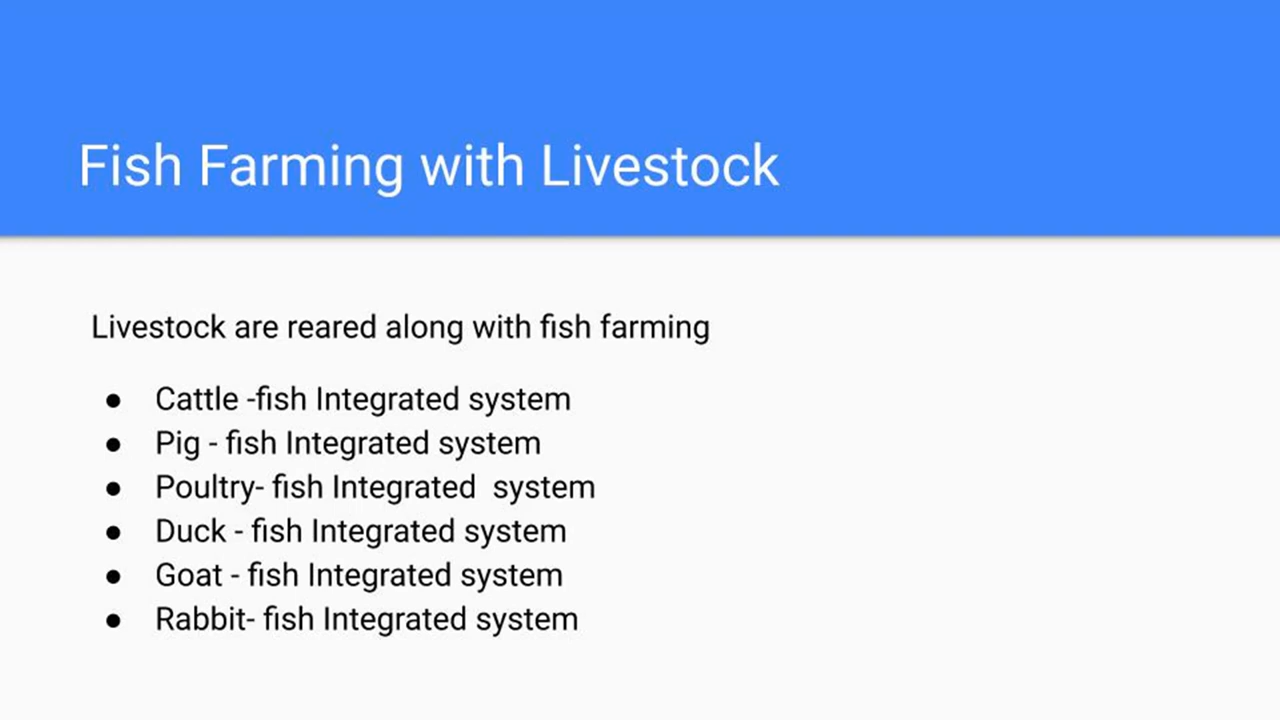 Fish Farming with Livestock
Livestock are reared along with fish farming
● Cattle -fish Integrated system
● Pig - fish Integrated system
● Poultry- fish Integrated  system
● Duck - fish Integrated system
● Goat - fish Integrated system
● Rabbit- fish Integrated system